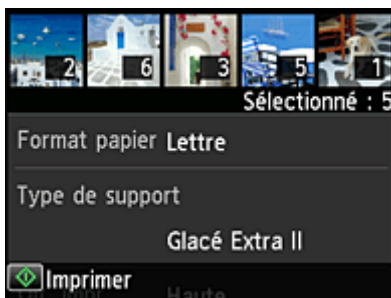 2 6 3 5 1
Sélectionné : 5
Format papier Lettre
Type de support
Glacé Extra II
Imprimer
Haute